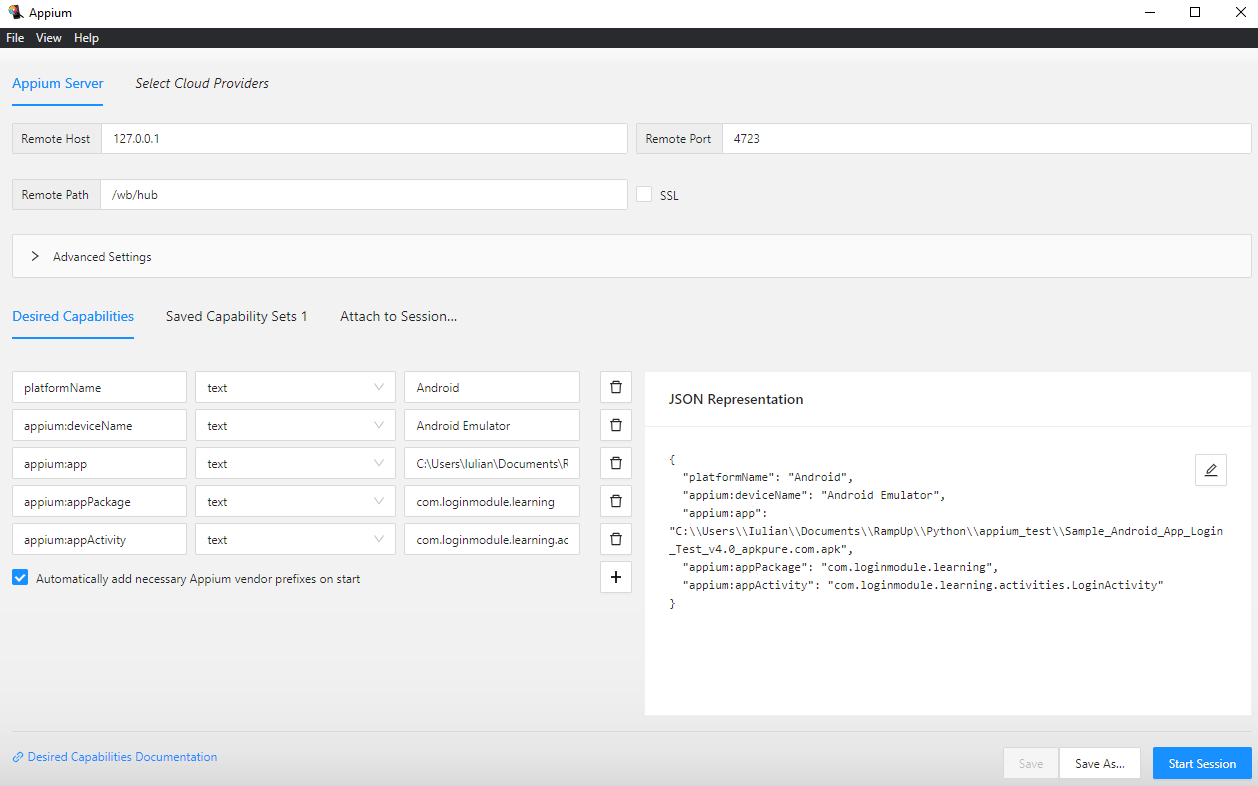 Appium
File View Help
Appium Server Select Cloud Providers
Remote Host 127.0.0.1 Remote Port 4723
Remote Path /wb/hub SSL
Advanced Settings
Desired Capabilities Saved Capability Sets 1 Attach to Session...
platformName text Android
appium:deviceName text Android Emulator
appium:app text C:\Users\Iulian\Documents\R
appium:appPackage text com.loginmodule.learning
appium:appActivity text com.loginmodule.learning.ac
Automatically add necessary Appium vendor prefixes on start
JSON Representation
{
"platformName": "Android",
"appium:deviceName": "Android Emulator",
"appium:app":
"C:\\Users\\Iulian\\Documents\\RampUp\\Python\\appium_test\\Sample_Android_App_Login
_Test_v4.0_apkpure.com.apk",
"appium:appPackage": "com.loginmodule.learning",
"appium:appActivity": "com.loginmodule.learning.activities.LoginActivity"
}
Desired Capabilities Documentation
Save Save As... Start Session